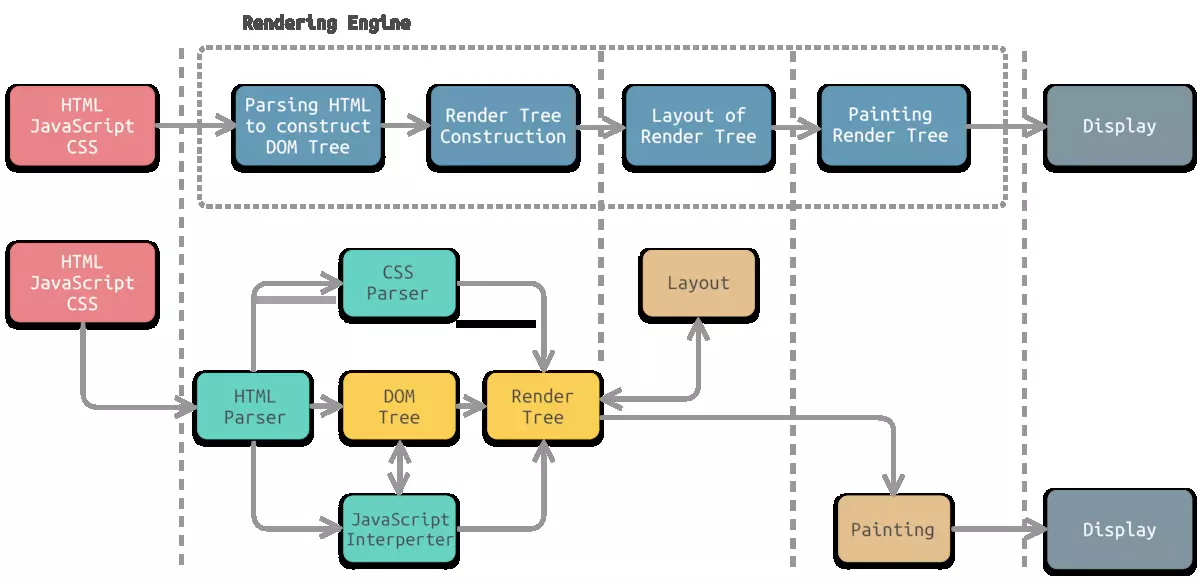 Rendering Engine
HTML
JavaScript
CSS
Parsing HTML
to construct
DOM Tree
Render Tree
Construction
Layout of
Render Tree
Painting
Render Tree
Display
HTML
JavaScript
CSS
CSS
Parser
Layout
HTML
Parser
DOM
Tree
Render
Tree
JavaScript
Interperter
Painting
Display